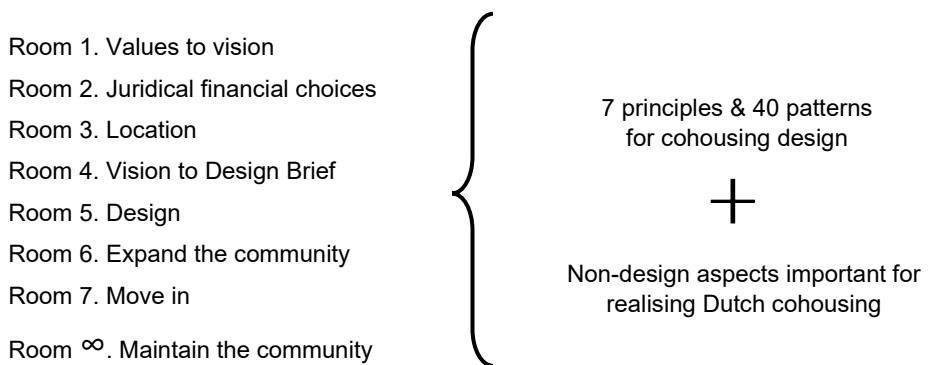 Room 1. Values to vision
Room 2. Juridical financial choices
Room 3. Location
Room 4. Vision to Design Brief
Room 5. Design
Room 6. Expand the community
Room 7. Move in
Room ∞. Maintain the community
7 principles & 40 patterns
for cohousing design
+
Non-design aspects important for
realising Dutch cohousing